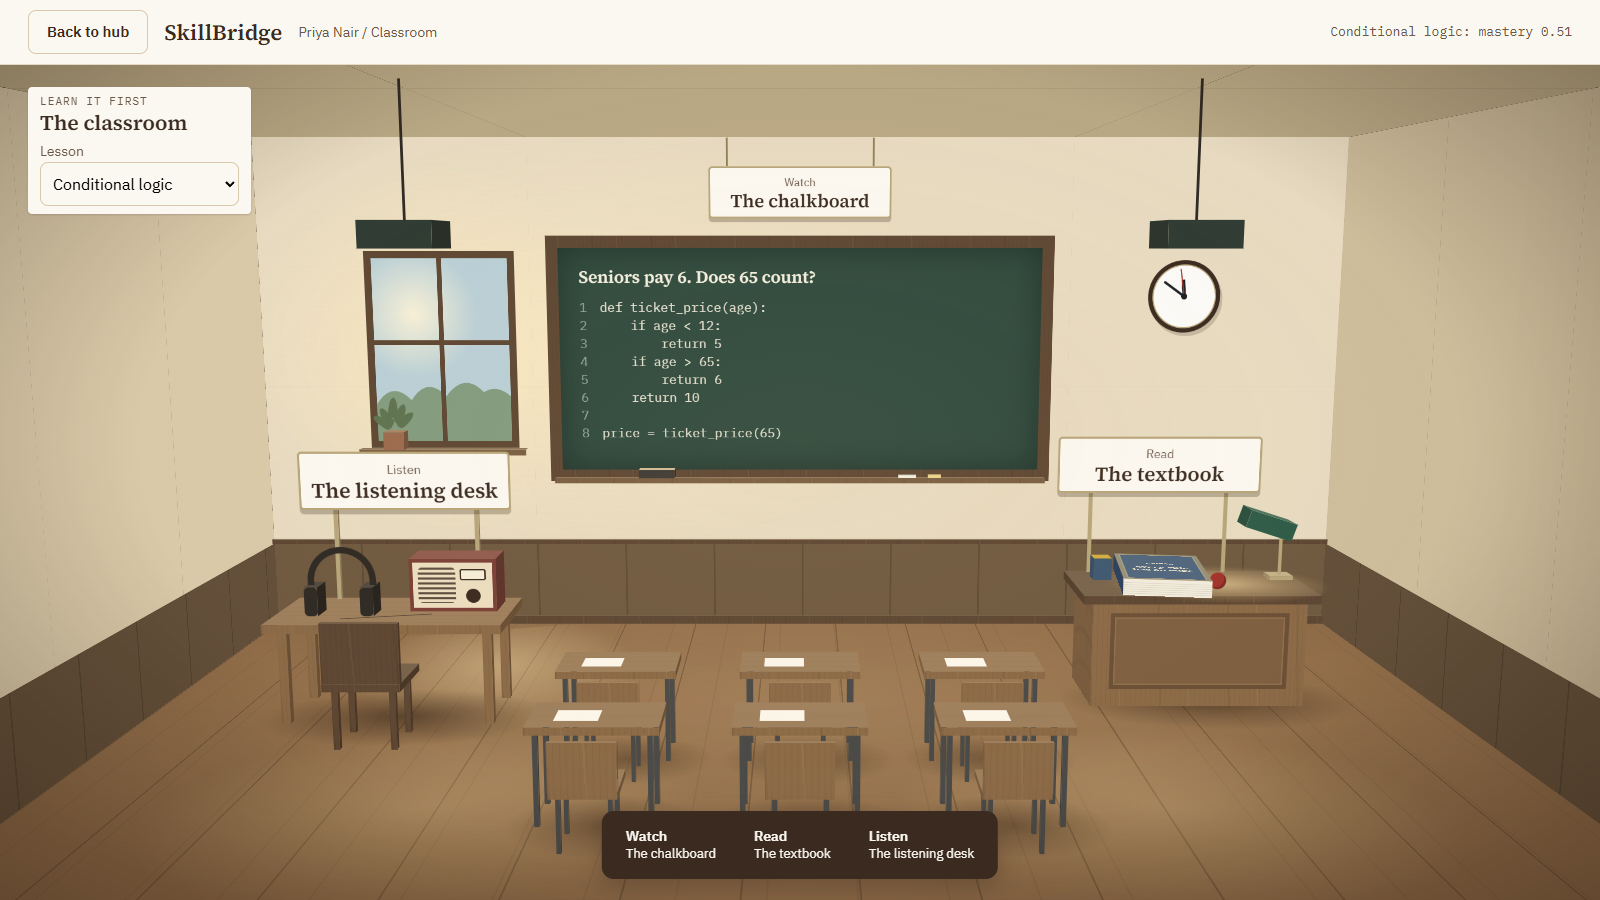 Back to hub
SkillBridge
Priya Nair / Classroom
Conditional logic: mastery 0.51
LEARN IT FIRST
The classroom
Lesson
Conditional logic
Watch
The chalkboard
Seniors pay 6. Does 65 count?
1 def ticket_price(age):
2     if age < 12:
3         return 5
4     if age > 65:
5         return 6
6     return 10
7
8 price = ticket_price(65)
Listen
The listening desk
Read
The textbook
Watch
The chalkboard
Read
The textbook
Listen
The listening desk